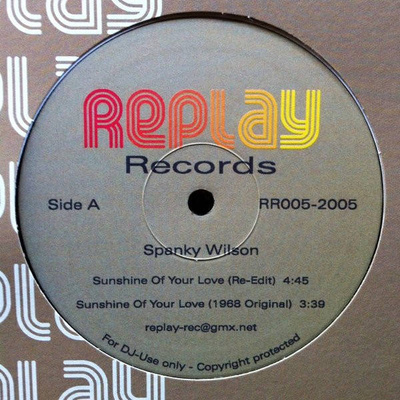 Replay
Records
Side A
RR005-2005
Spanky Wilson
Sunshine Of Your Love (Re-Edit) 4:45
Sunshine Of Your Love (1968 Original) 3:39
replay-rec@gmx.net
For DJ-Use only - Copyright protected